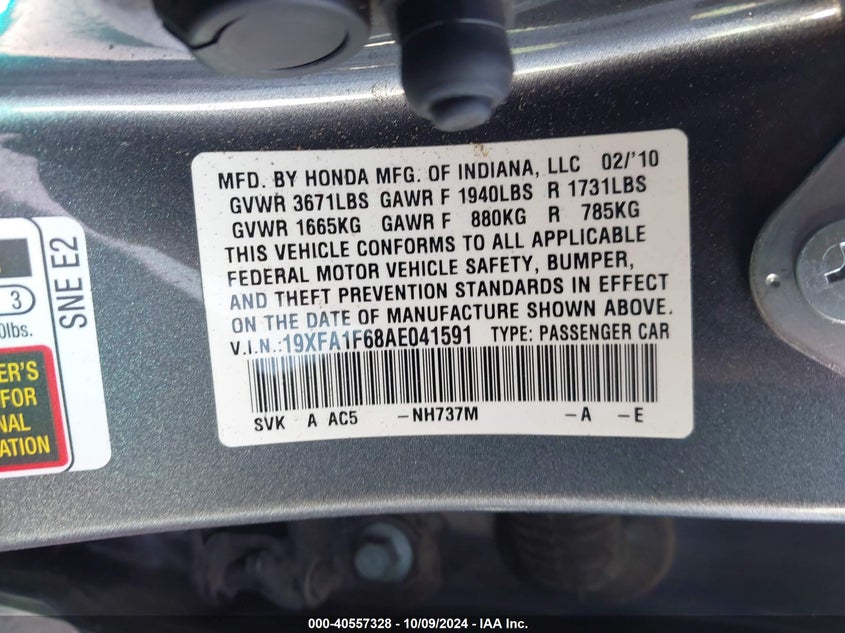 MFD. BY HONDA MFG. OF INDIANA, LLC 02/'10
GVWR 3671LBS GAWR F 1940LBS R 1731LBS
GVWR 1665KG GAWR F 880KG R 785KG
THIS VEHICLE CONFORMS TO ALL APPLICABLE
FEDERAL MOTOR VEHICLE SAFETY, BUMPER,
AND THEFT PREVENTION STANDARDS IN EFFECT
ON THE DATE OF MANUFACTURE SHOWN ABOVE.
V.I.N.:19XFA1F68AE041591 TYPE: PASSENGER CAR
SVK A AC5 -NH737M -A -E
SNE E2
3
0lbs.
ER'S
FOR
NAL
ATION
000-40557328 - 10/09/2024 - IAA Inc.